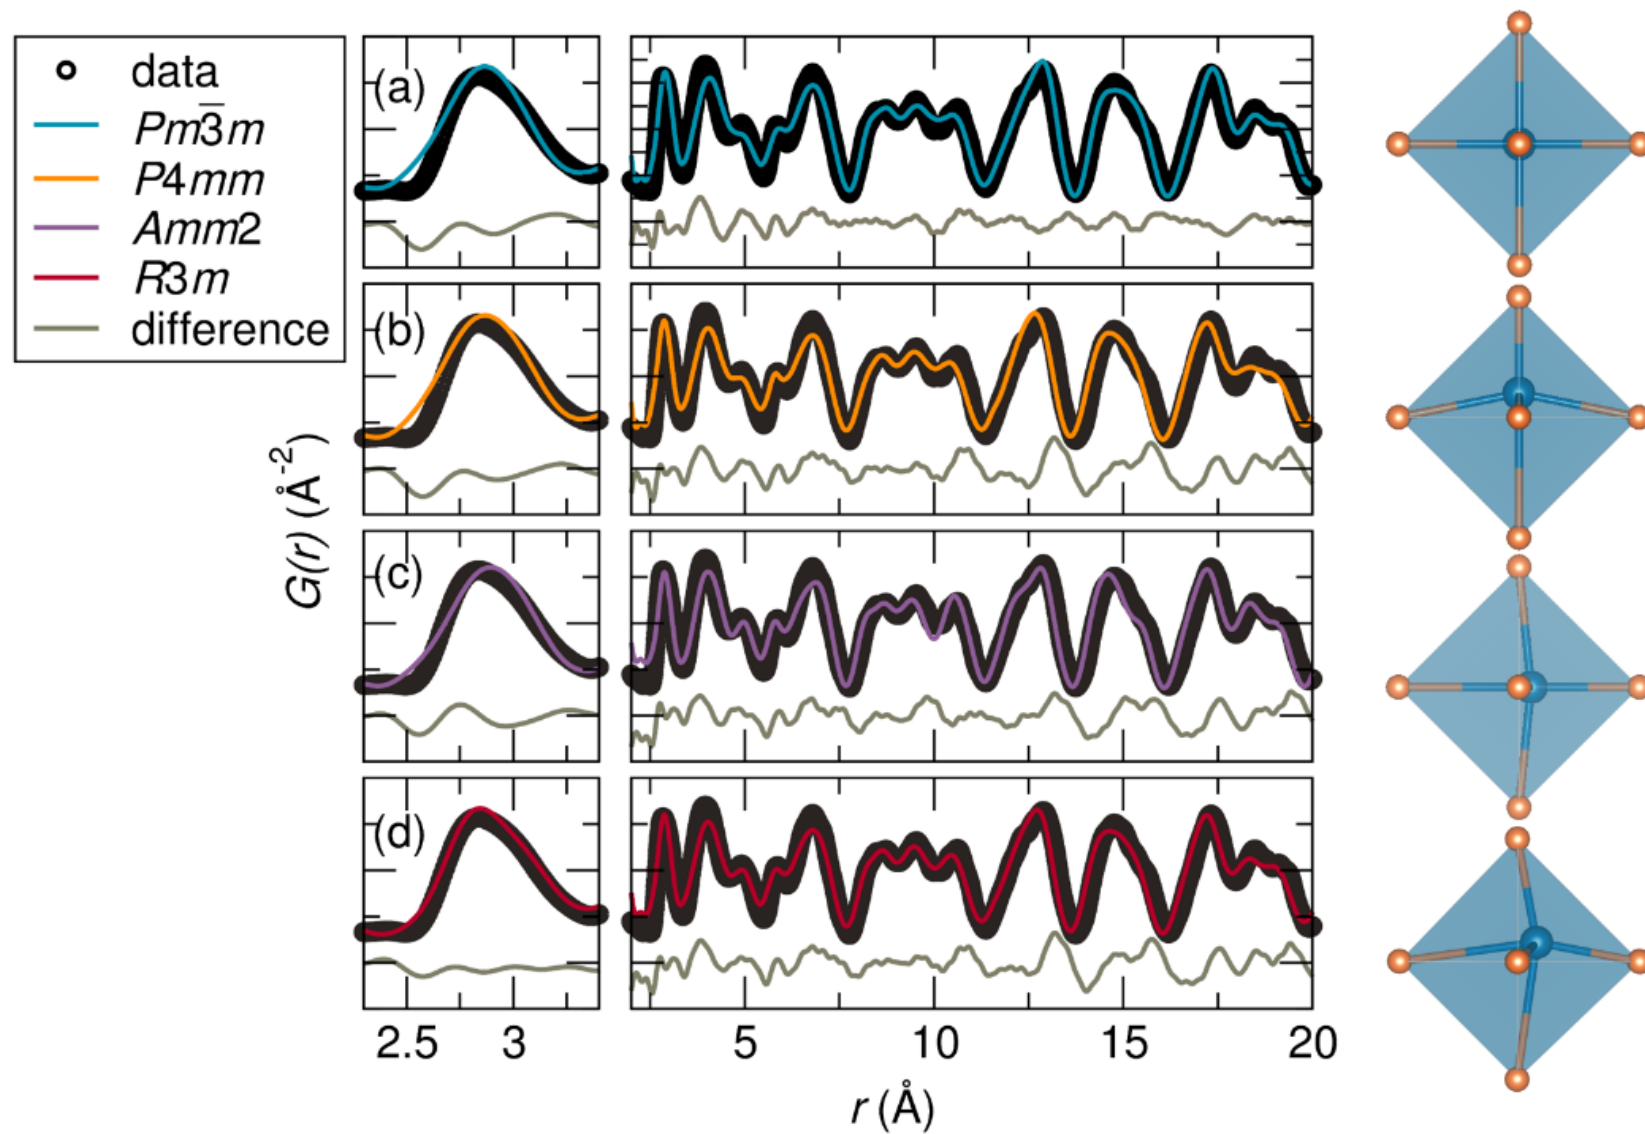 data
Pm3̅m
P4mm
Amm2
R3m
difference
(a)
(b)
(c)
(d)
G(r) (Å⁻²)
2.5 3 5 10 15 20
r (Å)